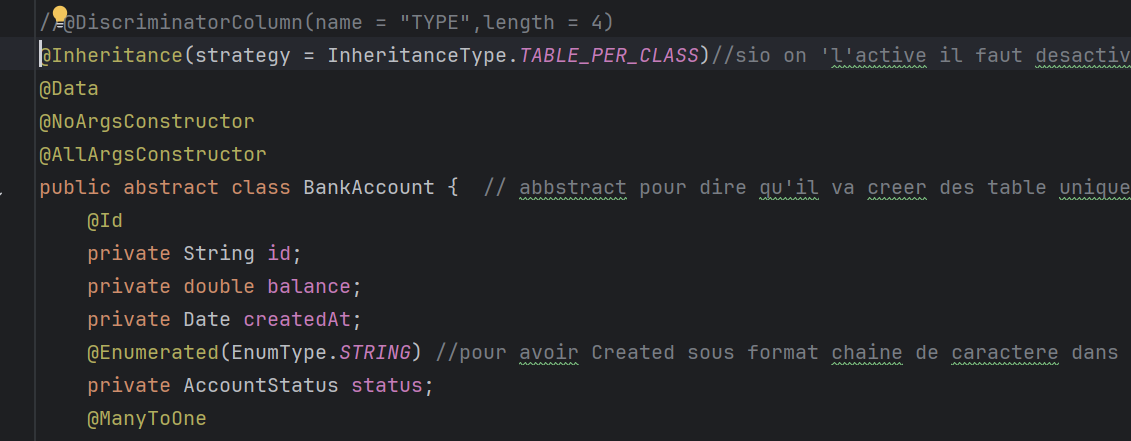 //@DiscriminatorColumn(name = "TYPE",length = 4)
@Inheritance(strategy = InheritanceType.TABLE_PER_CLASS)//sio on 'l'active il faut desactiv
@Data
@NoArgsConstructor
@AllArgsConstructor
public abstract class BankAccount {  // abbstract pour dire qu'il va creer des table unique
@Id
private String id;
private double balance;
private Date createdAt;
@Enumerated(EnumType.STRING) //pour avoir Created sous format chaine de caractere dans
private AccountStatus status;
@ManyToOne